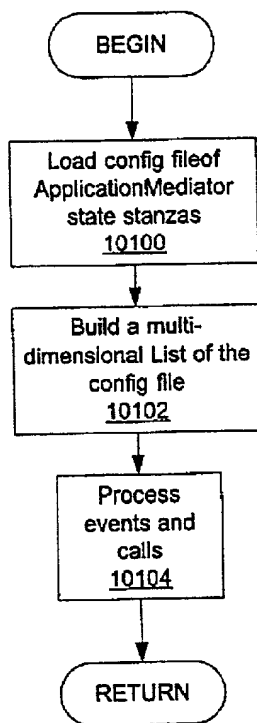 BEGIN
Load config fileof
ApplicationMediator
state stanzas
10100
Build a multi-
dimensional List of the
config file
10102
Process
events and
calls
10104
RETURN